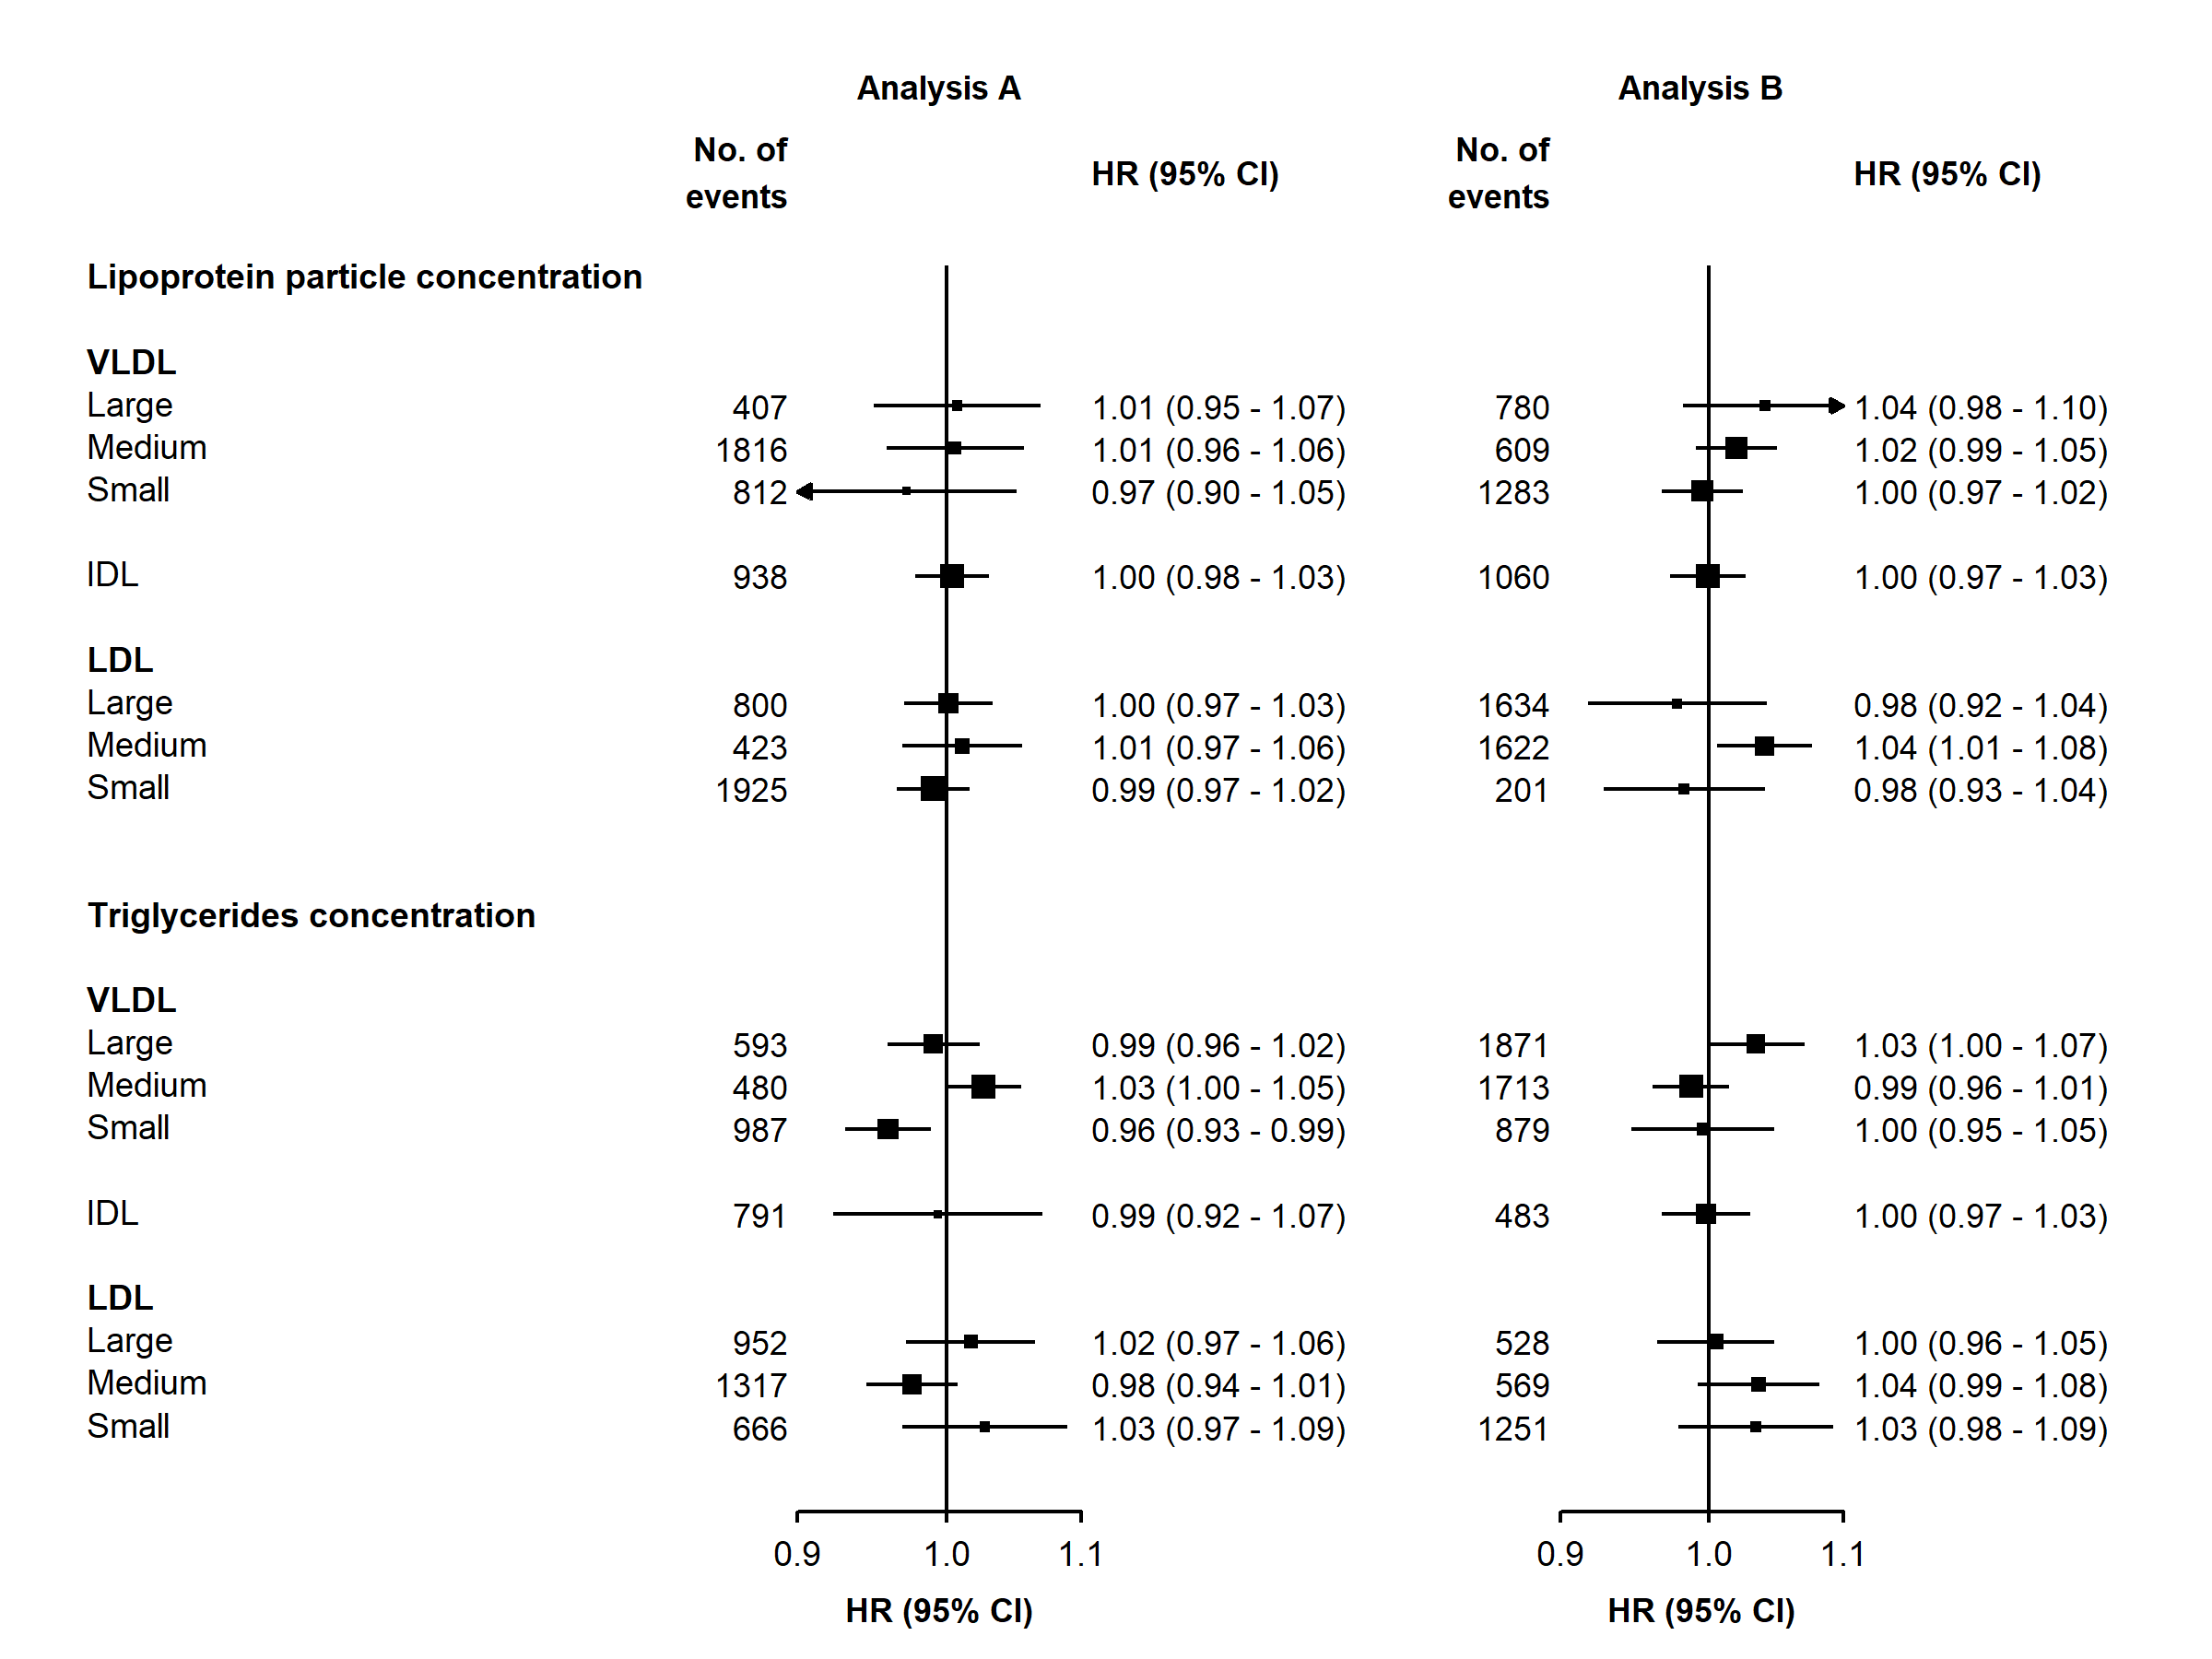 Analysis A Analysis B
No. of events HR (95% CI) No. of events HR (95% CI)
Lipoprotein particle concentration
VLDL
Large 407 1.01 (0.95 - 1.07) 780 1.04 (0.98 - 1.10)
Medium 1816 1.01 (0.96 - 1.06) 609 1.02 (0.99 - 1.05)
Small 812 0.97 (0.90 - 1.05) 1283 1.00 (0.97 - 1.02)
IDL 938 1.00 (0.98 - 1.03) 1060 1.00 (0.97 - 1.03)
LDL
Large 800 1.00 (0.97 - 1.03) 1634 0.98 (0.92 - 1.04)
Medium 423 1.01 (0.97 - 1.06) 1622 1.04 (1.01 - 1.08)
Small 1925 0.99 (0.97 - 1.02) 201 0.98 (0.93 - 1.04)
Triglycerides concentration
VLDL
Large 593 0.99 (0.96 - 1.02) 1871 1.03 (1.00 - 1.07)
Medium 480 1.03 (1.00 - 1.05) 1713 0.99 (0.96 - 1.01)
Small 987 0.96 (0.93 - 0.99) 879 1.00 (0.95 - 1.05)
IDL 791 0.99 (0.92 - 1.07) 483 1.00 (0.97 - 1.03)
LDL
Large 952 1.02 (0.97 - 1.06) 528 1.00 (0.96 - 1.05)
Medium 1317 0.98 (0.94 - 1.01) 569 1.04 (0.99 - 1.08)
Small 666 1.03 (0.97 - 1.09) 1251 1.03 (0.98 - 1.09)
0.9 1.0 1.1 0.9 1.0 1.1
HR (95% CI) HR (95% CI)